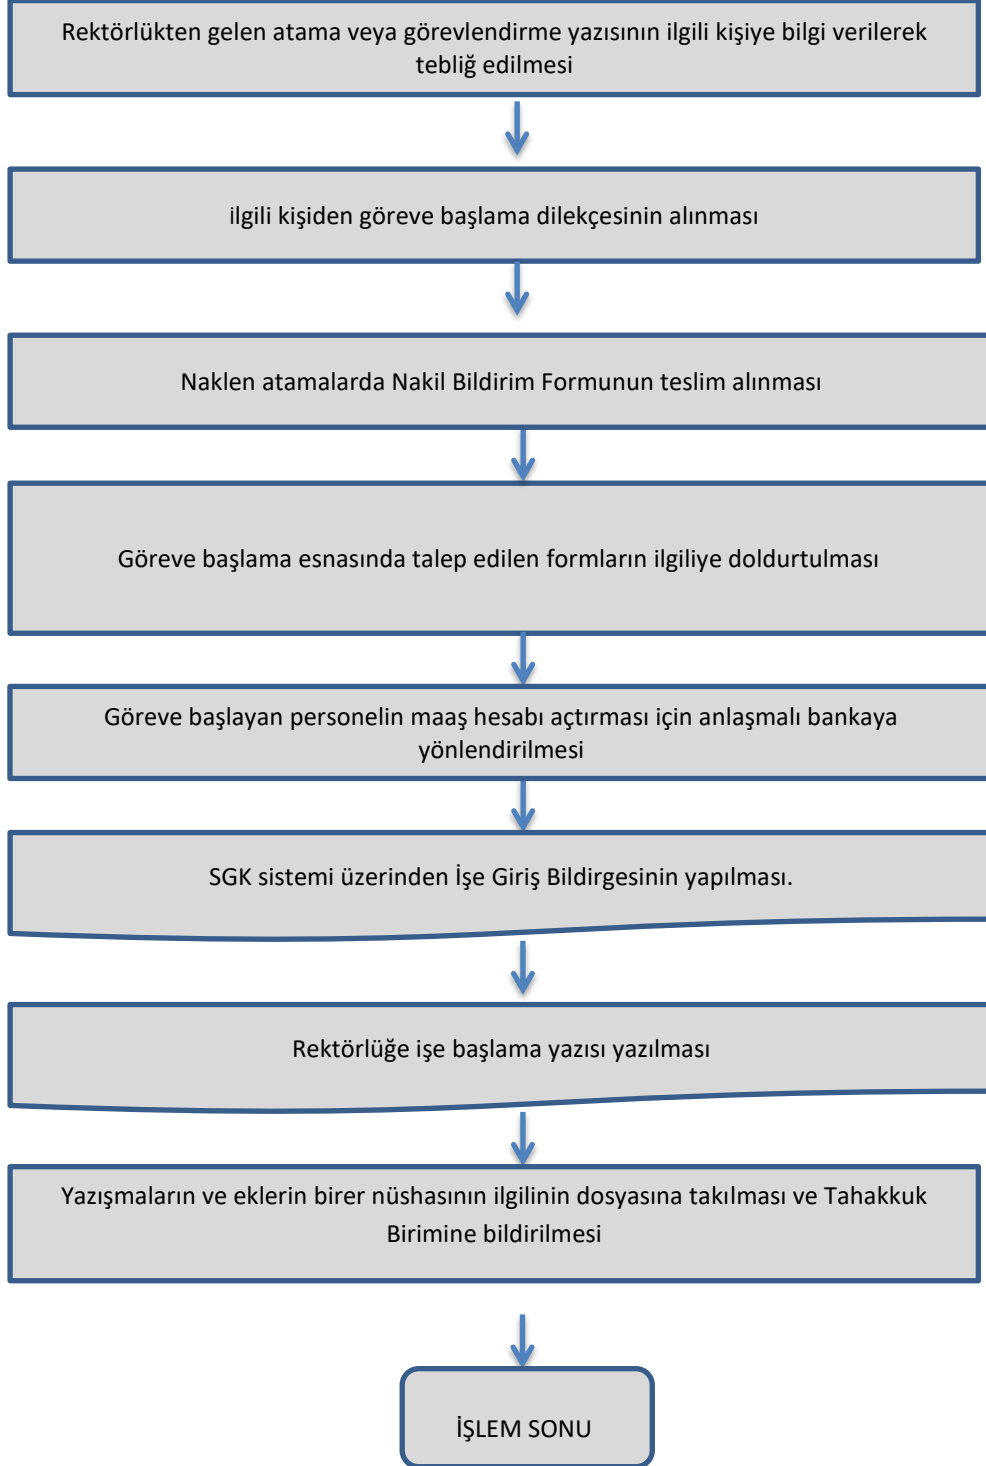 Rektörlükten gelen atama veya görevlendirme yazısının ilgili kişiye bilgi verilerek
tebliğ edilmesi
ilgili kişiden göreve başlama dilekçesinin alınması
Naklen atamalarda Nakil Bildirim Formunun teslim alınması
Göreve başlama esnasında talep edilen formların ilgiliye doldurtulması
Göreve başlayan personelin maaş hesabı açtırması için anlaşmalı bankaya
yönlendirilmesi
SGK sistemi üzerinden İşe Giriş Bildirgesinin yapılması.
Rektörlüğe işe başlama yazısı yazılması
Yazışmaların ve eklerin birer nüshasının ilgilinin dosyasına takılması ve Tahakkuk
Birimine bildirilmesi
İŞLEM SONU